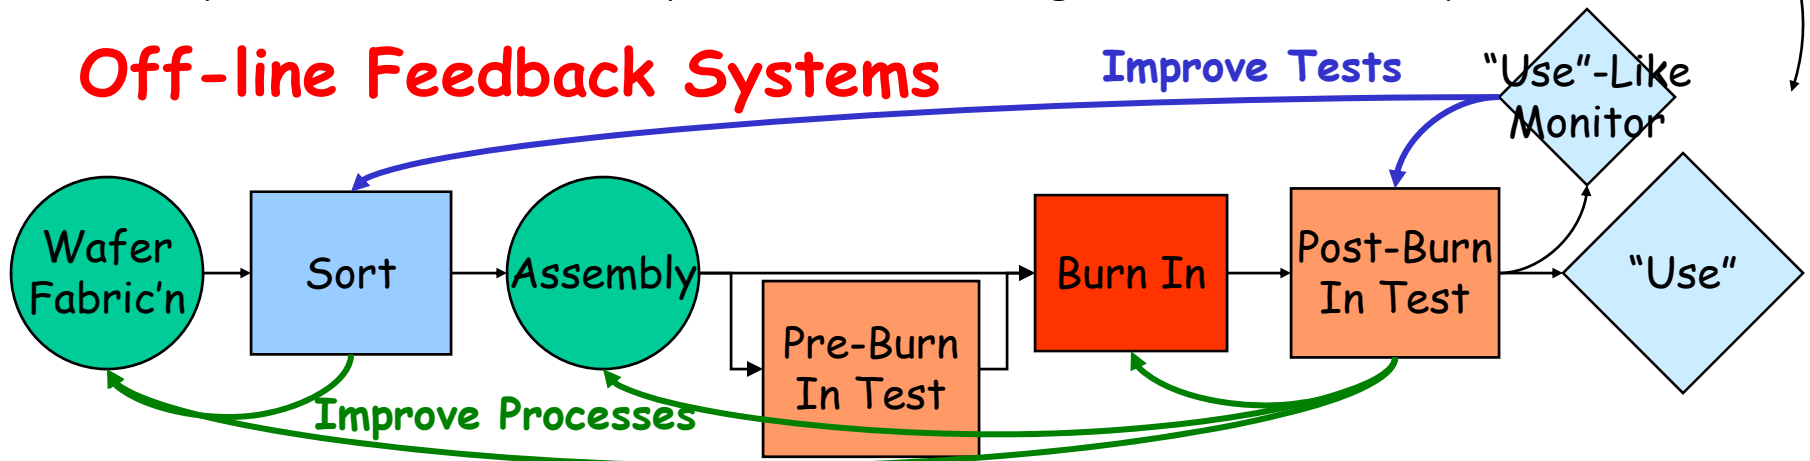 Off-line Feedback Systems
Improve Tests
“Use”-Like
Monitor
Wafer
Fabric’n
Sort
Assembly
Pre-Burn
In Test
Burn In
Post-Burn
In Test
“Use”
Improve Processes